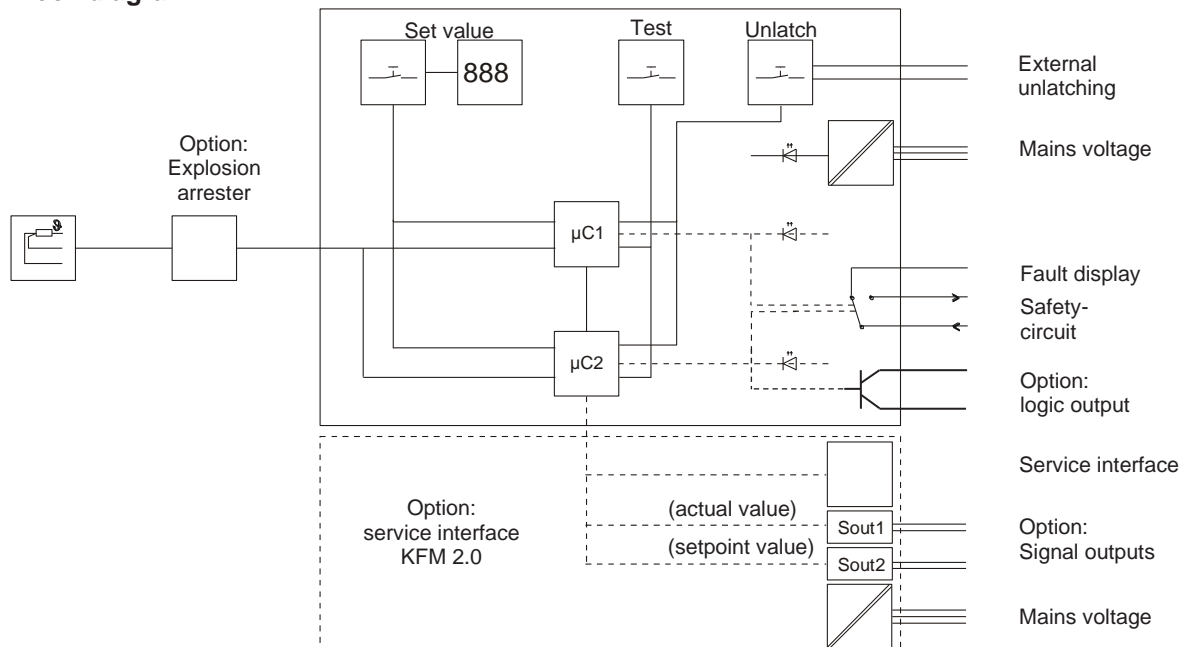 Set value
Test
Unlatch
888
External
unlatching
Option:
Explosion
arrester
Mains voltage
ϑ
µC1
Fault display
Safety-
circuit
µC2
Option:
logic output
Service interface
Option:
service interface
KFM 2.0
(actual value)
Sout1
Option:
Signal outputs
(setpoint value)
Sout2
Mains voltage